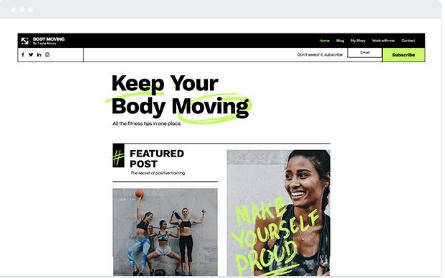 BODY MOVING
By Tasha Moore
Home Blog My Story Work with me Contact
Don't sweat it, subscribe Email Subscribe
Keep Your
Body Moving
All the fitness tips in one place.
#
FEATURED
POST
The secret of positive training
MAKE
YOURSELF
PROUD